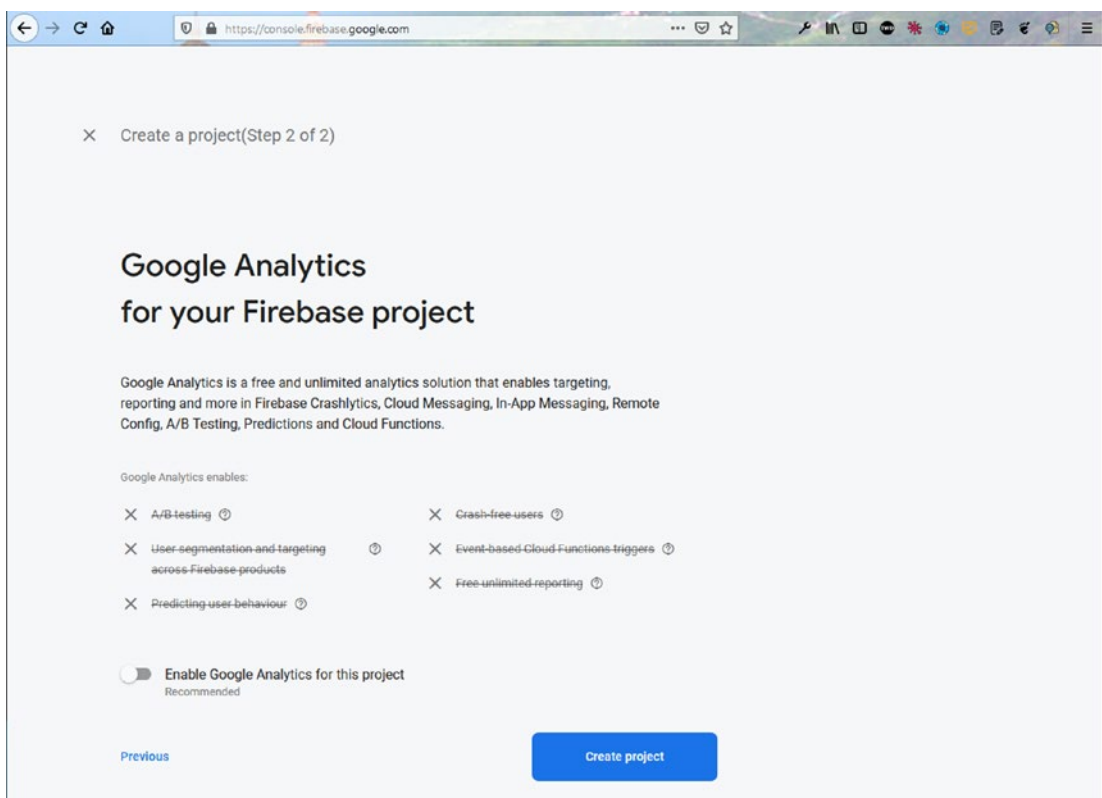 https://console.firebase.google.com
Create a project(Step 2 of 2)
Google Analytics
for your Firebase project
Google Analytics is a free and unlimited analytics solution that enables targeting,
reporting and more in Firebase Crashlytics, Cloud Messaging, In-App Messaging, Remote
Config, A/B Testing, Predictions and Cloud Functions.
Google Analytics enables:
A/B testing
User segmentation and targeting
across Firebase products
Predicting user behaviour
Crash-free users
Event-based Cloud Functions triggers
Free unlimited reporting
Enable Google Analytics for this project
Recommended
Previous
Create project